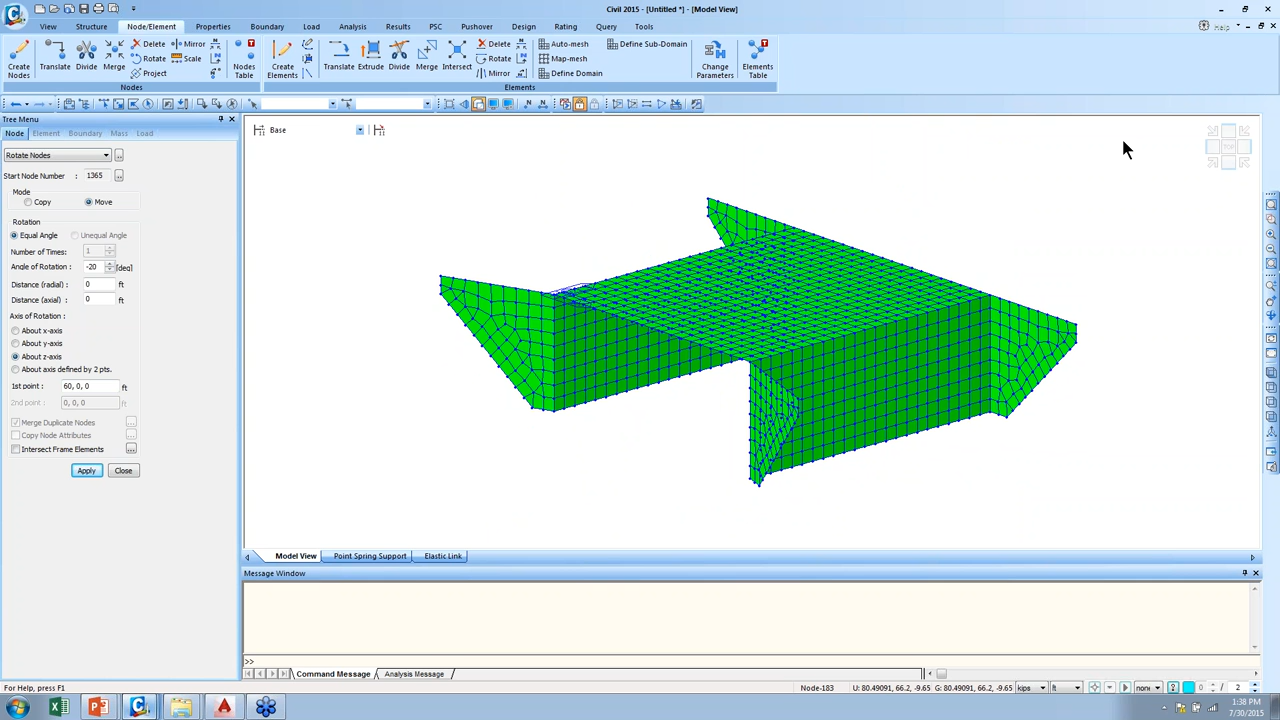 Civil 2015 - [Untitled *] - [Model View]
View Structure Node/Element Properties Boundary Load Analysis Results PSC Pushover Design Rating Query Tools Help
Create Nodes Translate Divide Merge Delete Rotate Project Mirror Scale Nodes Table
Create Elements Translate Extrude Divide Merge Intersect Delete Rotate Mirror Auto-mesh Map-mesh Define Domain Define Sub-Domain Change Parameters Elements Table
Nodes Elements
Tree Menu
Node Element Boundary Mass Load
Base
Rotate Nodes
Start Node Number : 1365
Mode
Copy Move
Rotation
Equal Angle Unequal Angle
Number of Times: 1
Angle of Rotation : -20 [deg]
Distance (radial) : 0 ft
Distance (axial) : 0 ft
Axis of Rotation :
About x-axis
About y-axis
About z-axis
About axis defined by 2 pts.
1st point : 60, 0, 0 ft
2nd point : 0, 0, 0 ft
Merge Duplicate Nodes
Copy Node Attributes
Intersect Frame Elements
Apply Close
TOP
Model View Point Spring Support Elastic Link
Message Window
>>
Command Message Analysis Message
For Help, press F1 Node-183 U: 80.49091, 66.2, -9.65 G: 80.49091, 66.2, -9.65 kips ft non 0 / 2
1:38 PM
7/30/2015